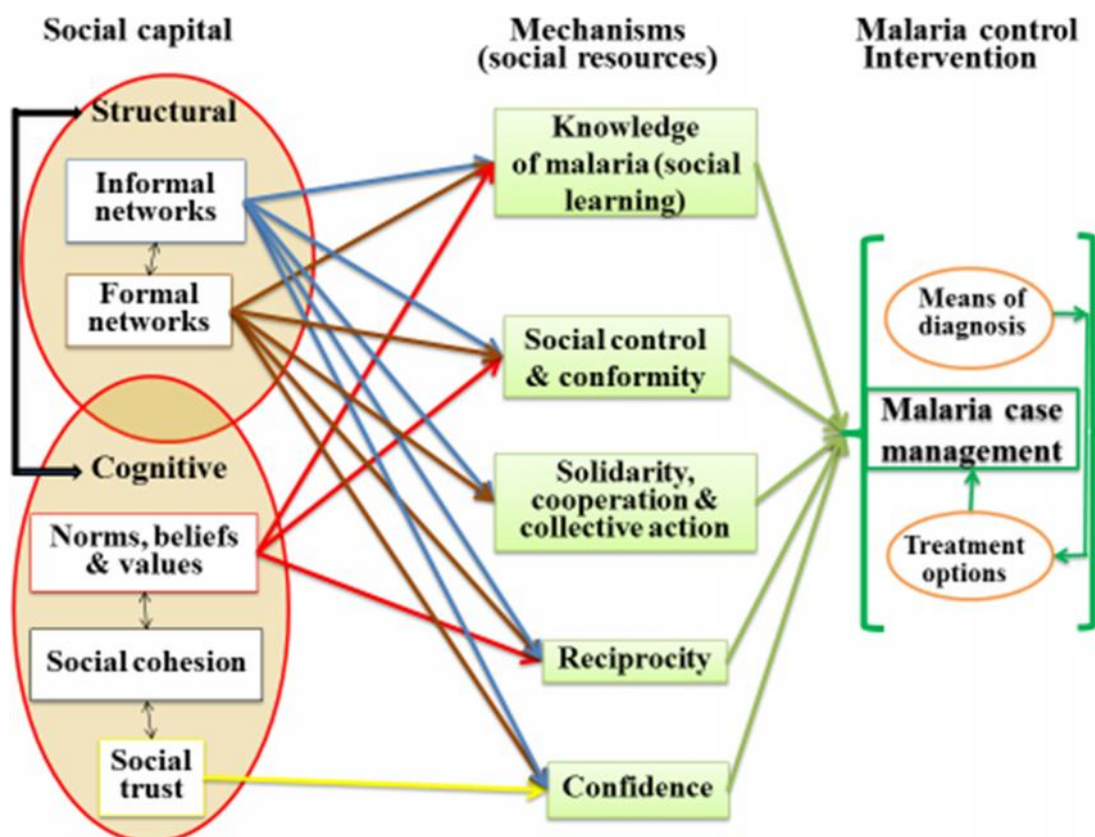 Social capital
Structural
Informal
networks
Formal
networks
Cognitive
Norms, beliefs
& values
Social cohesion
Social
trust
Mechanisms
(social resources)
Knowledge
of malaria (social
learning)
Social control
& conformity
Solidarity,
cooperation &
collective action
Reciprocity
Confidence
Malaria control
Intervention
Means of
diagnosis
Malaria case
management
Treatment
options